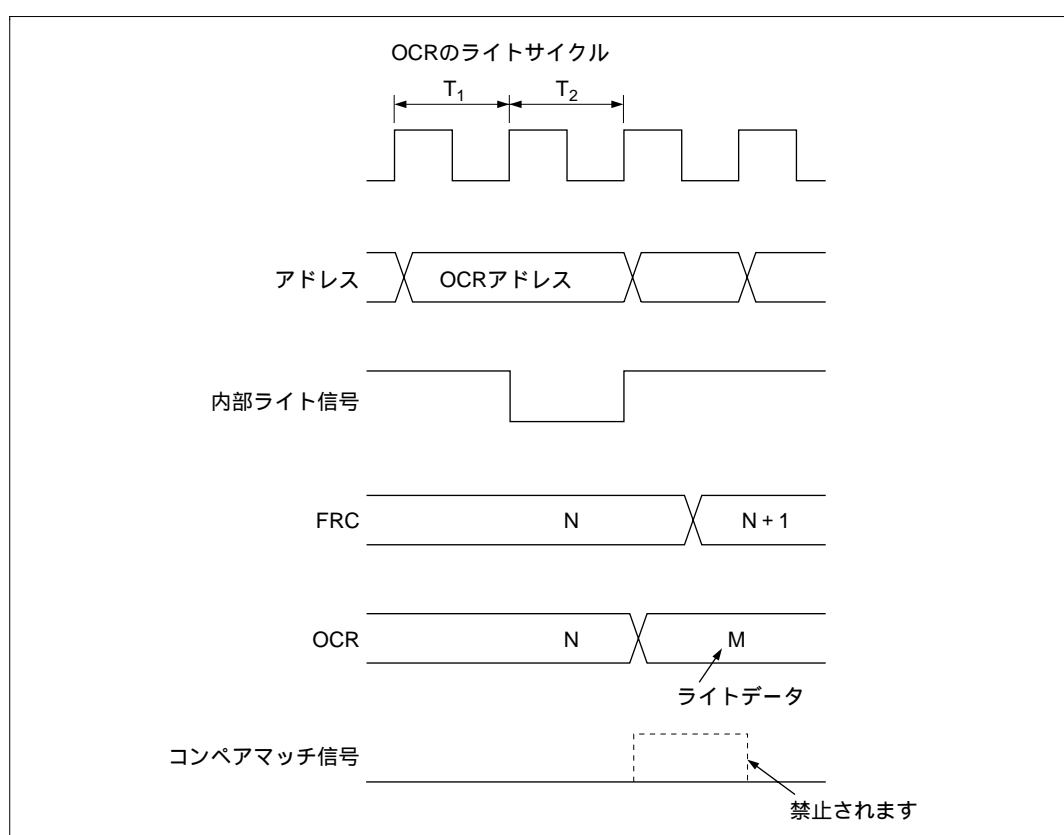 OCRのライトサイクル
T1 T2
アドレス OCRアドレス
内部ライト信号
FRC N N + 1
OCR N M
ライトデータ
コンペアマッチ信号
禁止されます